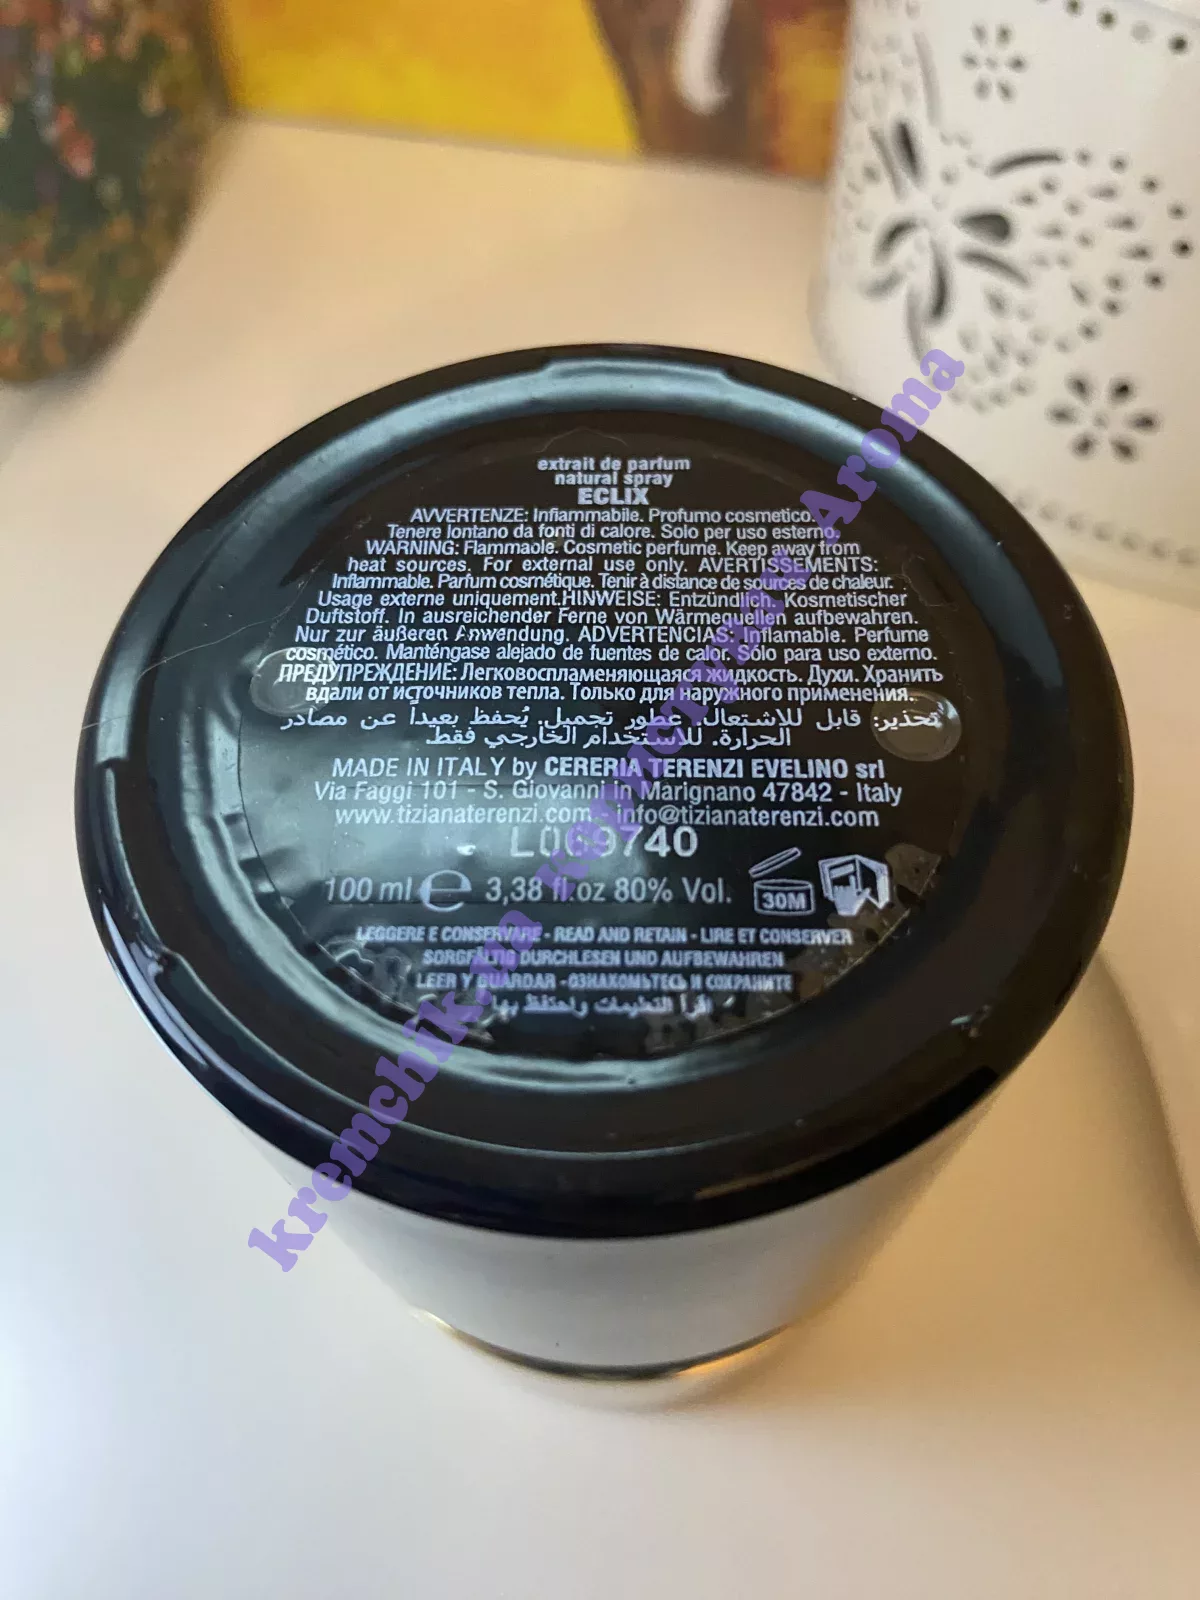 extrait de parfum
natural spray
ECLIX
AVVERTENZE: Infiammabile. Profumo cosmetico.
Tenere lontano da fonti di calore. Solo per uso esterno.
WARNING: Flammable. Cosmetic perfume. Keep away from
heat sources. For external use only. AVERTISSEMENTS:
Inflammable. Parfum cosmétique. Tenir à distance de sources de chaleur.
Usage externe uniquement.HINWEISE: Entzündlich. Kosmetischer
Duftstoff. In ausreichender Ferne von Wärmequellen aufbewahren.
Nur zur äußeren Anwendung. ADVERTENCIAS: Inflamable. Perfume
cosmético. Manténgase alejado de fuentes de calor. Sólo para uso externo.
ПРЕДУПРЕЖДЕНИЕ: Легковоспламеняющаяся жидкость. Духи. Хранить
вдали от источников тепла. Только для наружного применения.
تحذير: قابل للاشتعال. عطور تجميل. يُحفظ بعيداً عن مصادر
الحرارة. للاستخدام الخارجي فقط.
MADE IN ITALY by CERERIA TERENZI EVELINO srl
Via Faggi 101 - S. Giovanni in Marignano 47842 - Italy
www.tizianaterenzi.com - info@tizianaterenzi.com
L069740
100 ml e 3,38 fl.oz 80% Vol.
30M
LEGGERE E CONSERVARE - READ AND RETAIN - LIRE ET CONSERVER
SORGFÄLTIG DURCHLESEN UND AUFBEWAHREN
LEER Y GUARDAR - ОЗНАКОМЬТЕСЬ И СОХРАНИТЕ
اقرأ التعليمات واحتفظ بها
kremchik.ua Aroma